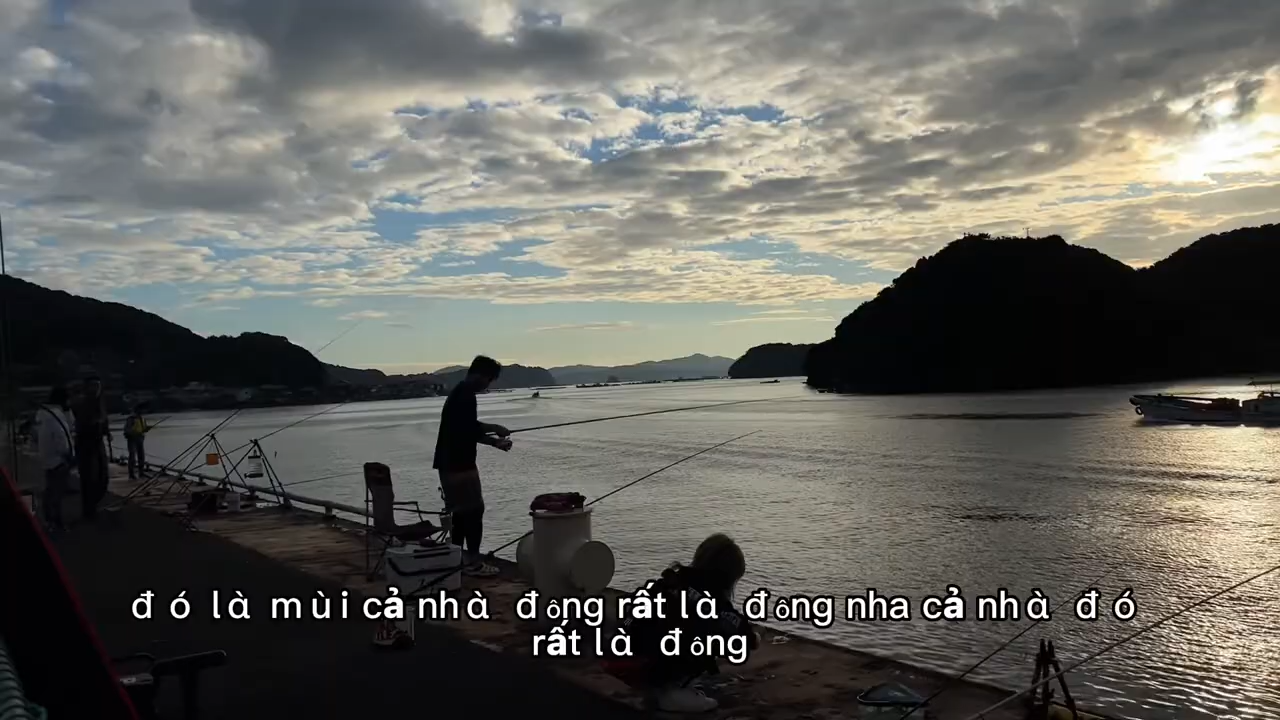 đó là mùi cả nhà đông rất là đông nha cả nhà đó
rất là đông